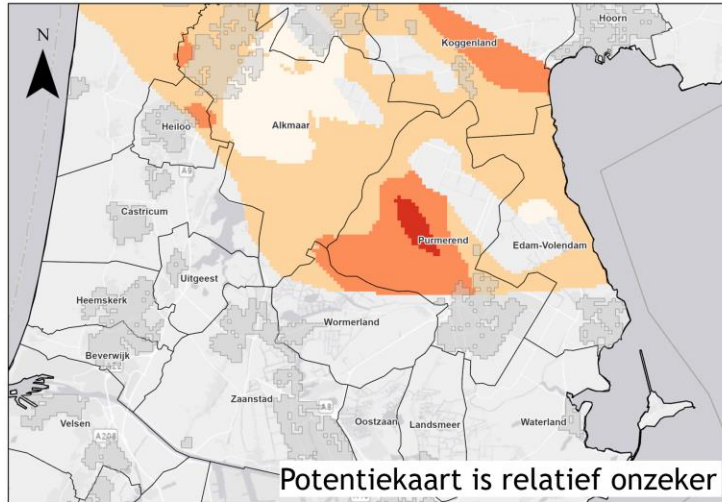 Hoorn
N
Koggenland
Alkmaar
Heiloo
A9
Castricum
Purmerend
Edam-Volendam
Uitgeest
Heemskerk
Wormerland
Beverwijk
A22
Zaanstad
A8
Oostzaan
Landsmeer
Waterland
Velsen
A208
Potentiekaart is relatief onzeker